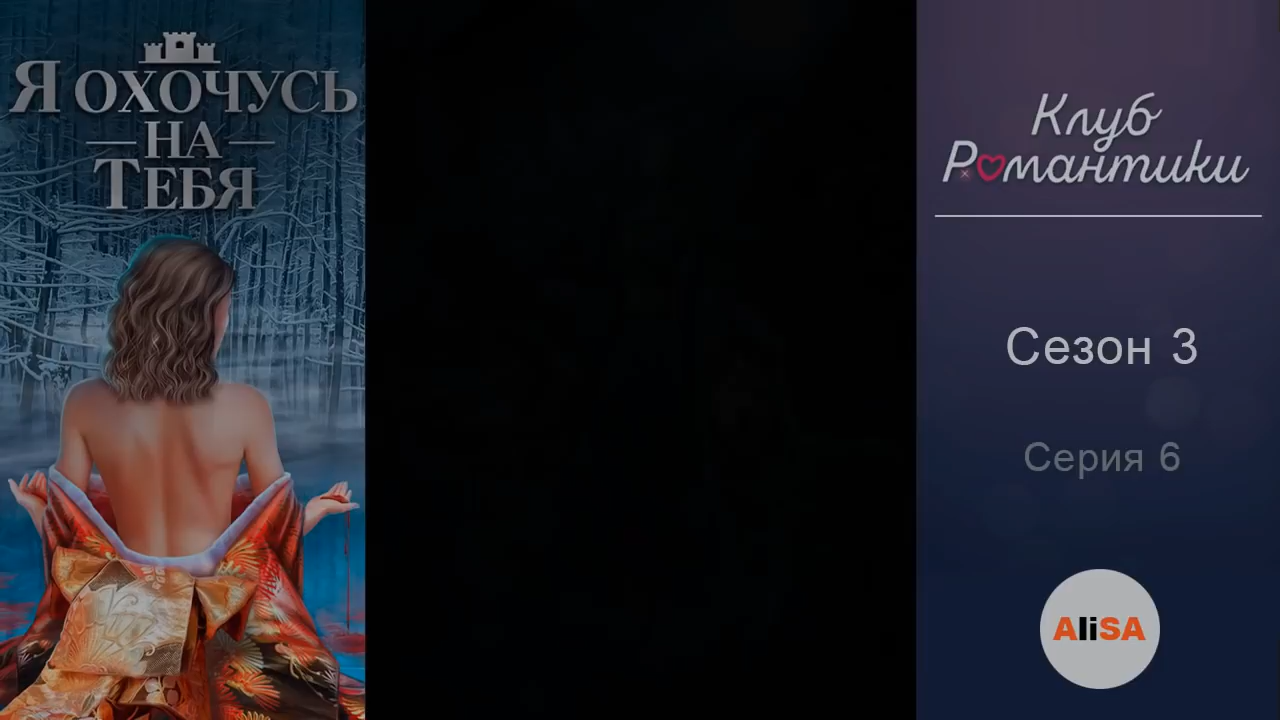 Я ОХОЧУСЬ
НА
ТЕБЯ
Клуб
Романтики
Сезон 3
Серия 6
AliSA